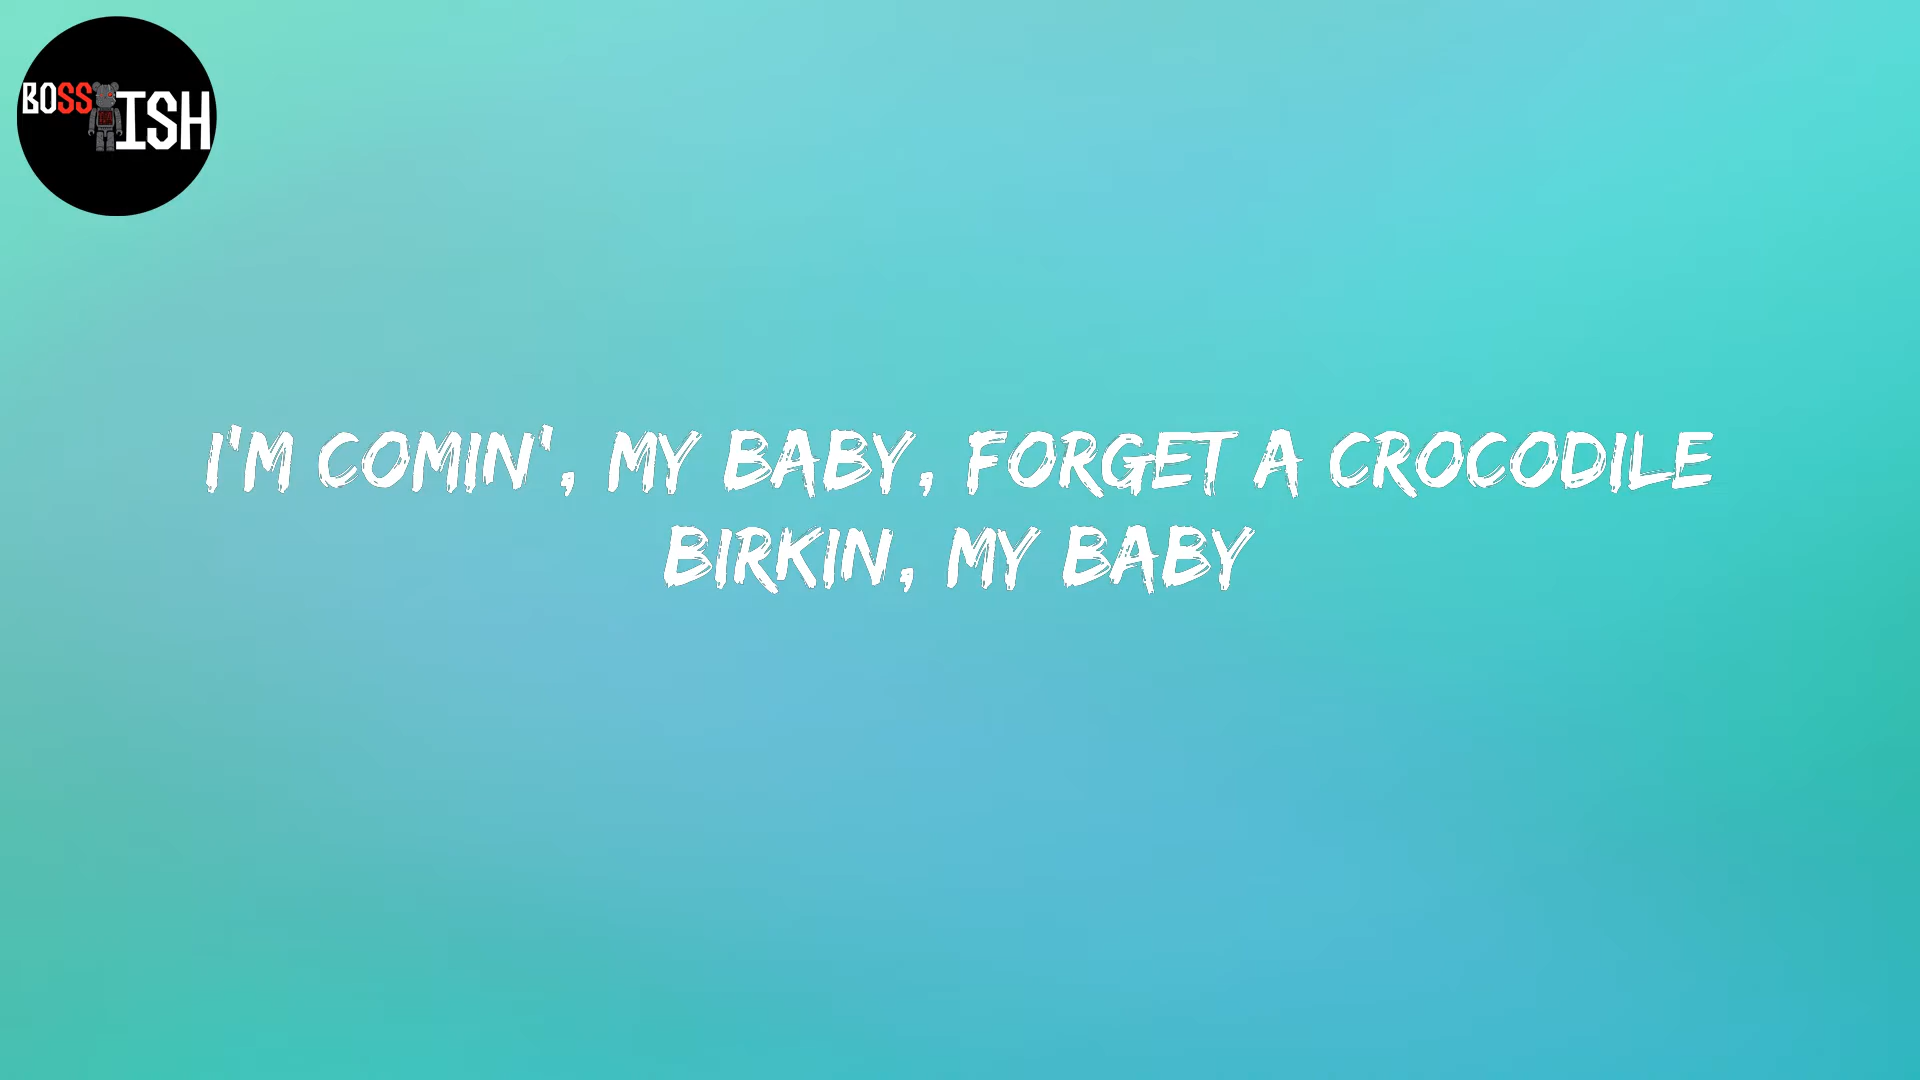 BOSS ISH
I'M COMIN', MY BABY, FORGET A CROCODILE
BIRKIN, MY BABY